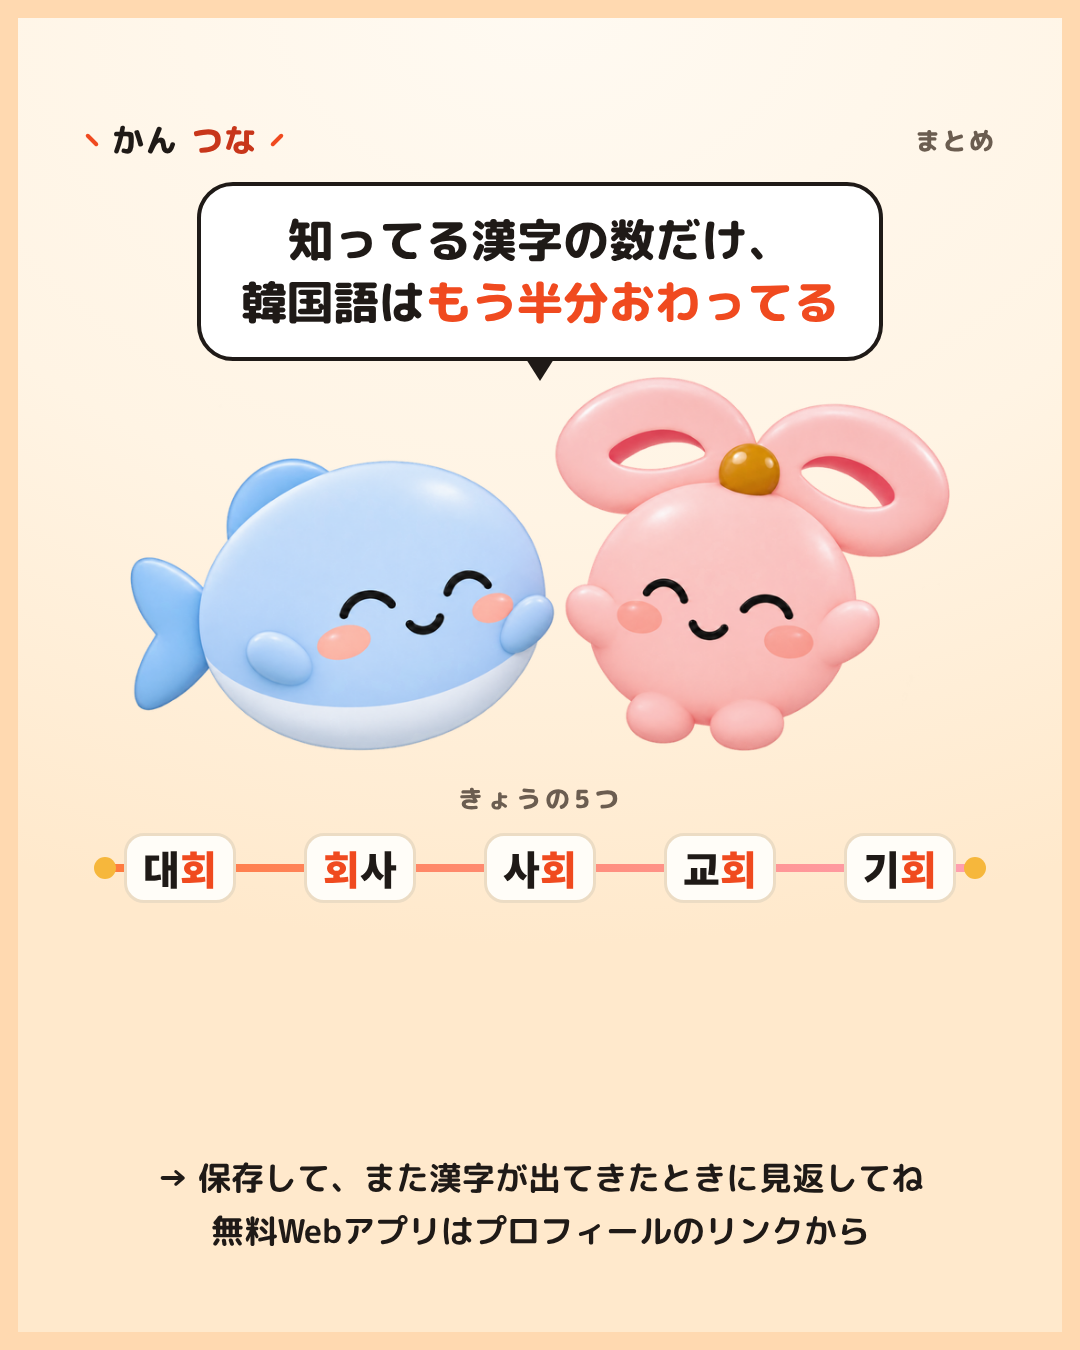 かんつな
まとめ
知ってる漢字の数だけ、
韓国語はもう半分おわってる
きょうの5つ
대회 회사 사회 교회 기회
→ 保存して、また漢字が出てきたときに見返してね
無料Webアプリはプロフィールのリンクから